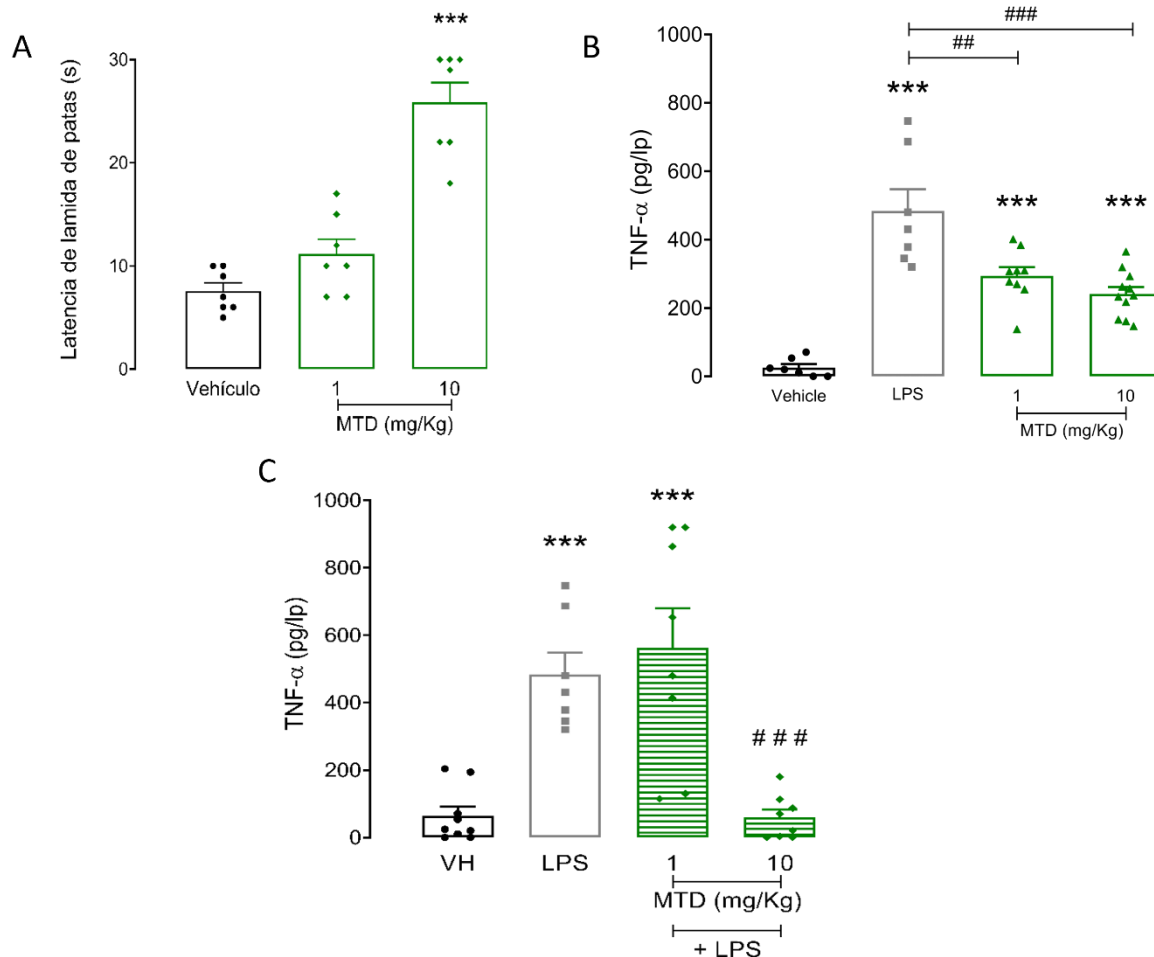 A
Latencia de lamida de patas (s)
30
20
10
0
***
Vehículo
1
10
MTD (mg/Kg)
B
TNF-α (pg/lp)
1000
800
600
400
200
0
###
##
***
***
***
Vehicle
LPS
1
10
MTD (mg/Kg)
C
TNF-α (pg/lp)
1000
800
600
400
200
0
***
***
# # #
VH
LPS
1
10
MTD (mg/Kg)
+ LPS